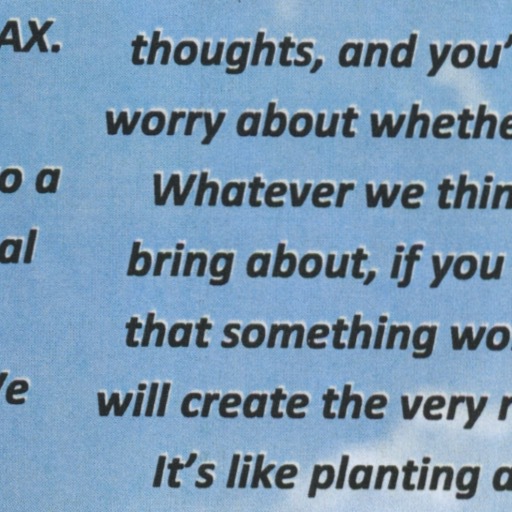 AX.
o a
al
thoughts, and you'
worry about whethe
Whatever we thin
bring about, if you
that something wo
will create the very
It's like planting a